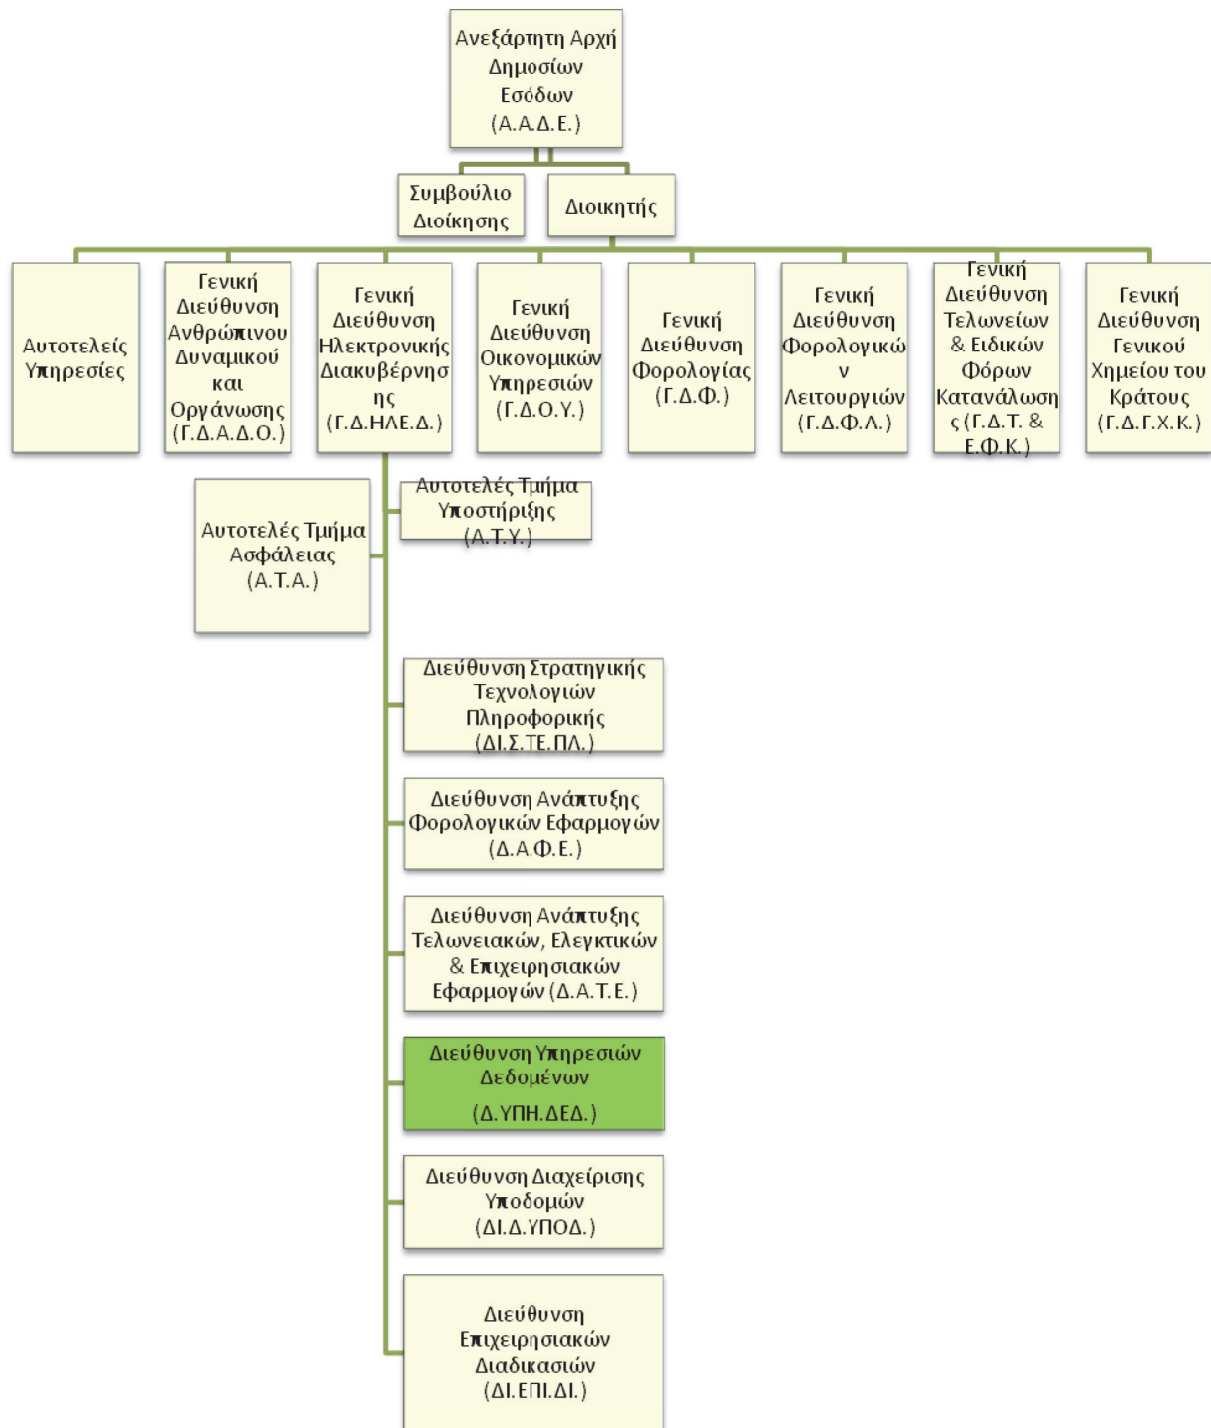 Ανεξάρτητη Αρχή
Δημοσίων
Εσόδων
(Α.Α.Δ.Ε.)
Συμβούλιο
Διοίκησης
Διοικητής
Αυτοτελείς
Υπηρεσίες
Γενική
Διεύθυνση
Ανθρώπινου
Δυναμικού
και
Οργάνωσης
(Γ.Δ.Α.Δ.Ο.)
Γενική
Διεύθυνση
Ηλεκτρονικής
Διακυβέρνησ
ης
(Γ.Δ.ΗΛΕ.Δ.)
Γενική
Διεύθυνση
Οικονομικών
Υπηρεσιών
(Γ.Δ.Ο.Υ.)
Γενική
Διεύθυνση
Φορολογίας
(Γ.Δ.Φ.)
Γενική
Διεύθυνση
Φορολογικώ
ν
Λειτουργιών
(Γ.Δ.Φ.Λ.)
Γενική
Διεύθυνση
Τελωνείων
& Ειδικών
Φόρων
Κατανάλωση
ς (Γ.Δ.Τ. &
Ε.Φ.Κ.)
Γενική
Διεύθυνση
Γενικού
Χημείου του
Κράτους
(Γ.Δ.Γ.Χ.Κ.)
Αυτοτελές Τμήμα
Ασφάλειας
(Α.Τ.Α.)
Αυτοτελές Τμήμα
Υποστήριξης
(Α.Τ.Υ.)
Διεύθυνση Στρατηγικής
Τεχνολογιών
Πληροφορικής
(ΔΙ.Σ.ΤΕ.ΠΛ.)
Διεύθυνση Ανάπτυξης
Φορολογικών Εφαρμογών
(Δ.Α.Φ.Ε.)
Διεύθυνση Ανάπτυξης
Τελωνειακών, Ελεγκτικών
& Επιχειρησιακών
Εφαρμογών (Δ.Α.Τ.Ε.)
Διεύθυνση Υπηρεσιών
Δεδομένων
(Δ.ΥΠΗ.ΔΕΔ.)
Διεύθυνση Διαχείρισης
Υποδομών
(ΔΙ.Δ.ΥΠΟΔ.)
Διεύθυνση
Επιχειρησιακών
Διαδικασιών
(ΔΙ.ΕΠΙ.ΔΙ.)